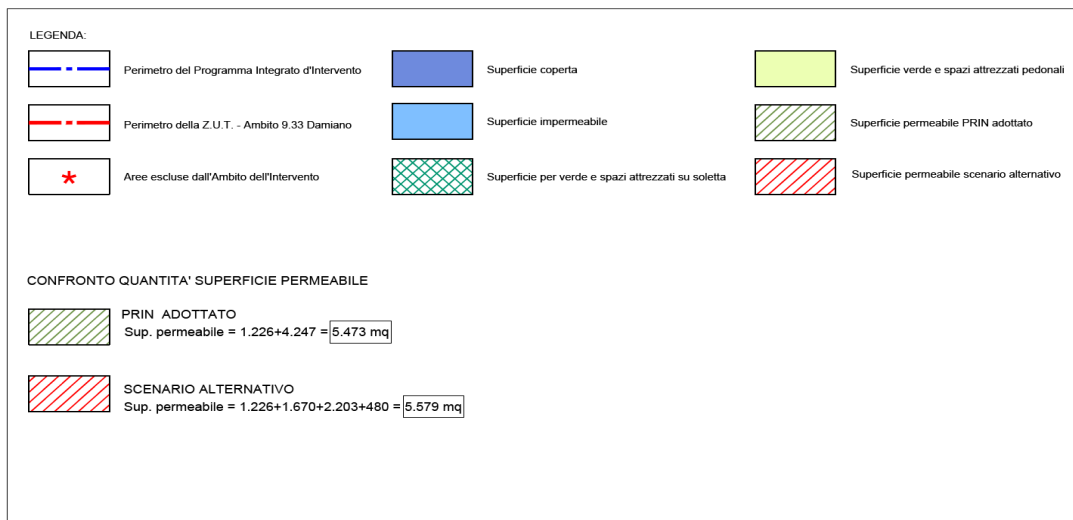 LEGENDA:
Perimetro del Programma Integrato d'Intervento
Superficie coperta
Superficie verde e spazi attrezzati pedonali
Perimetro della Z.U.T. - Ambito 9.33 Damiano
Superficie impermeabile
Superficie permeabile PRIN adottato
Aree escluse dall'Ambito dell'Intervento
Superficie per verde e spazi attrezzati su soletta
Superficie permeabile scenario alternativo
CONFRONTO QUANTITA' SUPERFICIE PERMEABILE
PRIN ADOTTATO
Sup. permeabile = 1.226+4.247 = 5.473 mq
SCENARIO ALTERNATIVO
Sup. permeabile = 1.226+1.670+2.203+480 = 5.579 mq